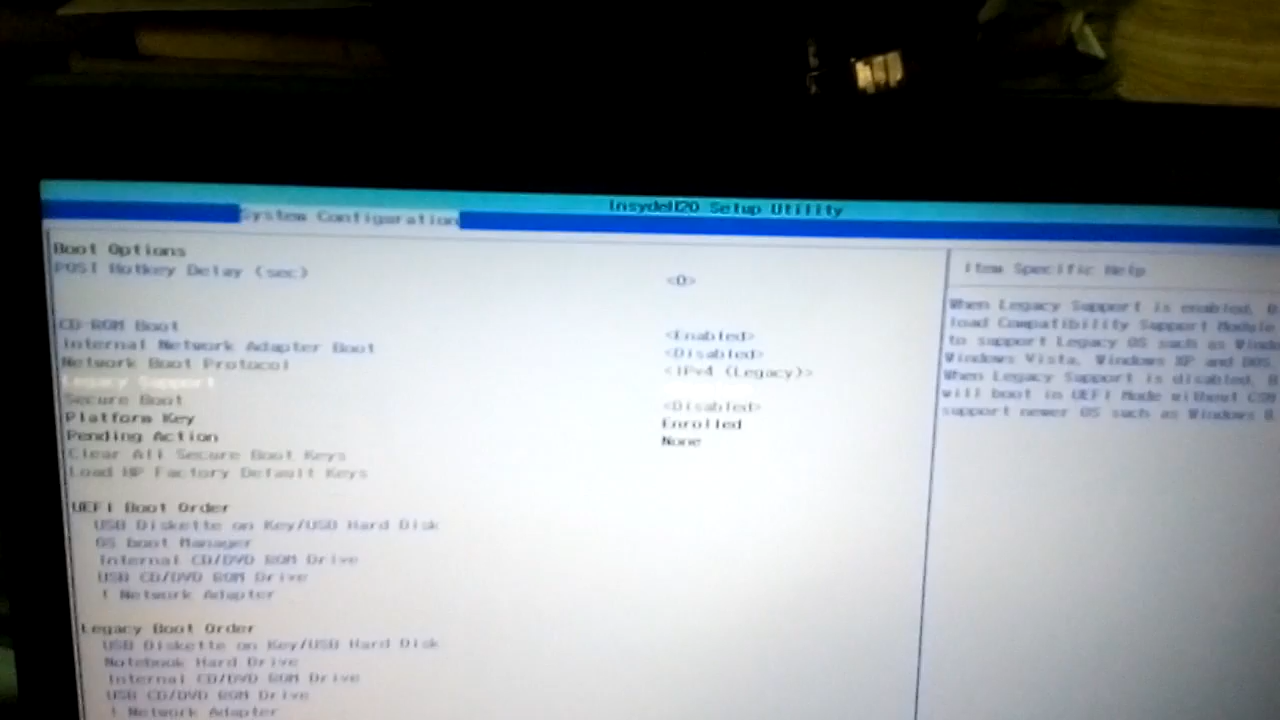 InsydeH20 Setup Utility
System Configuration
Boot Options
POST Hotkey Delay (sec) <0>
CD-ROM Boot <Enabled>
Internal Network Adapter Boot <Disabled>
Network Boot Protocol <IPv4 (Legacy)>
Legacy Support
Secure Boot <Disabled>
Platform Key Enrolled
Pending Action None
Clear All Secure Boot Keys
Load HP Factory Default Keys
UEFI Boot Order
USB Diskette on Key/USB Hard Disk
OS boot Manager
Internal CD/DVD ROM Drive
USB CD/DVD ROM Drive
! Network Adapter
Legacy Boot Order
USB Diskette on Key/USB Hard Disk
Notebook Hard Drive
Internal CD/DVD ROM Drive
USB CD/DVD ROM Drive
! Network Adapter
Item Specific Help
When Legacy Support is enabled,
load Compatibility Support Module
to support Legacy OS such as
Windows Vista, Windows XP and DOS.
When Legacy Support is disabled,
will boot in UEFI Mode without CSM
support newer OS such as Windows 8.